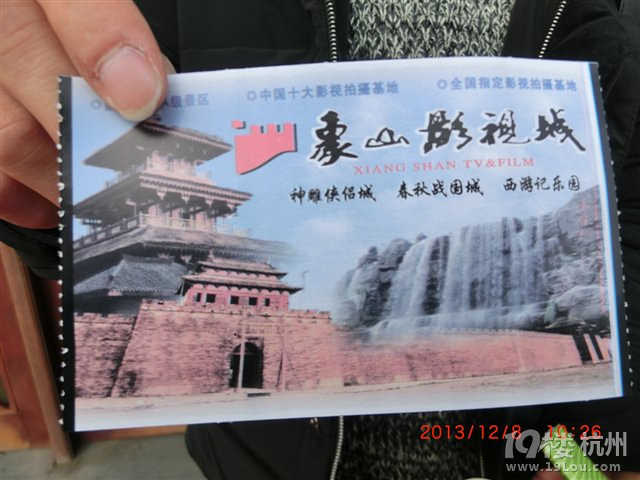 级景区 ○中国十大影视拍摄基地 ○全国指定影视拍摄基地
象山影视城
XIANG SHAN TV&FILM
神雕侠侣城 春秋战国城 西游记乐园
2013/12/8 10:26
19楼杭州
www.19lou.com